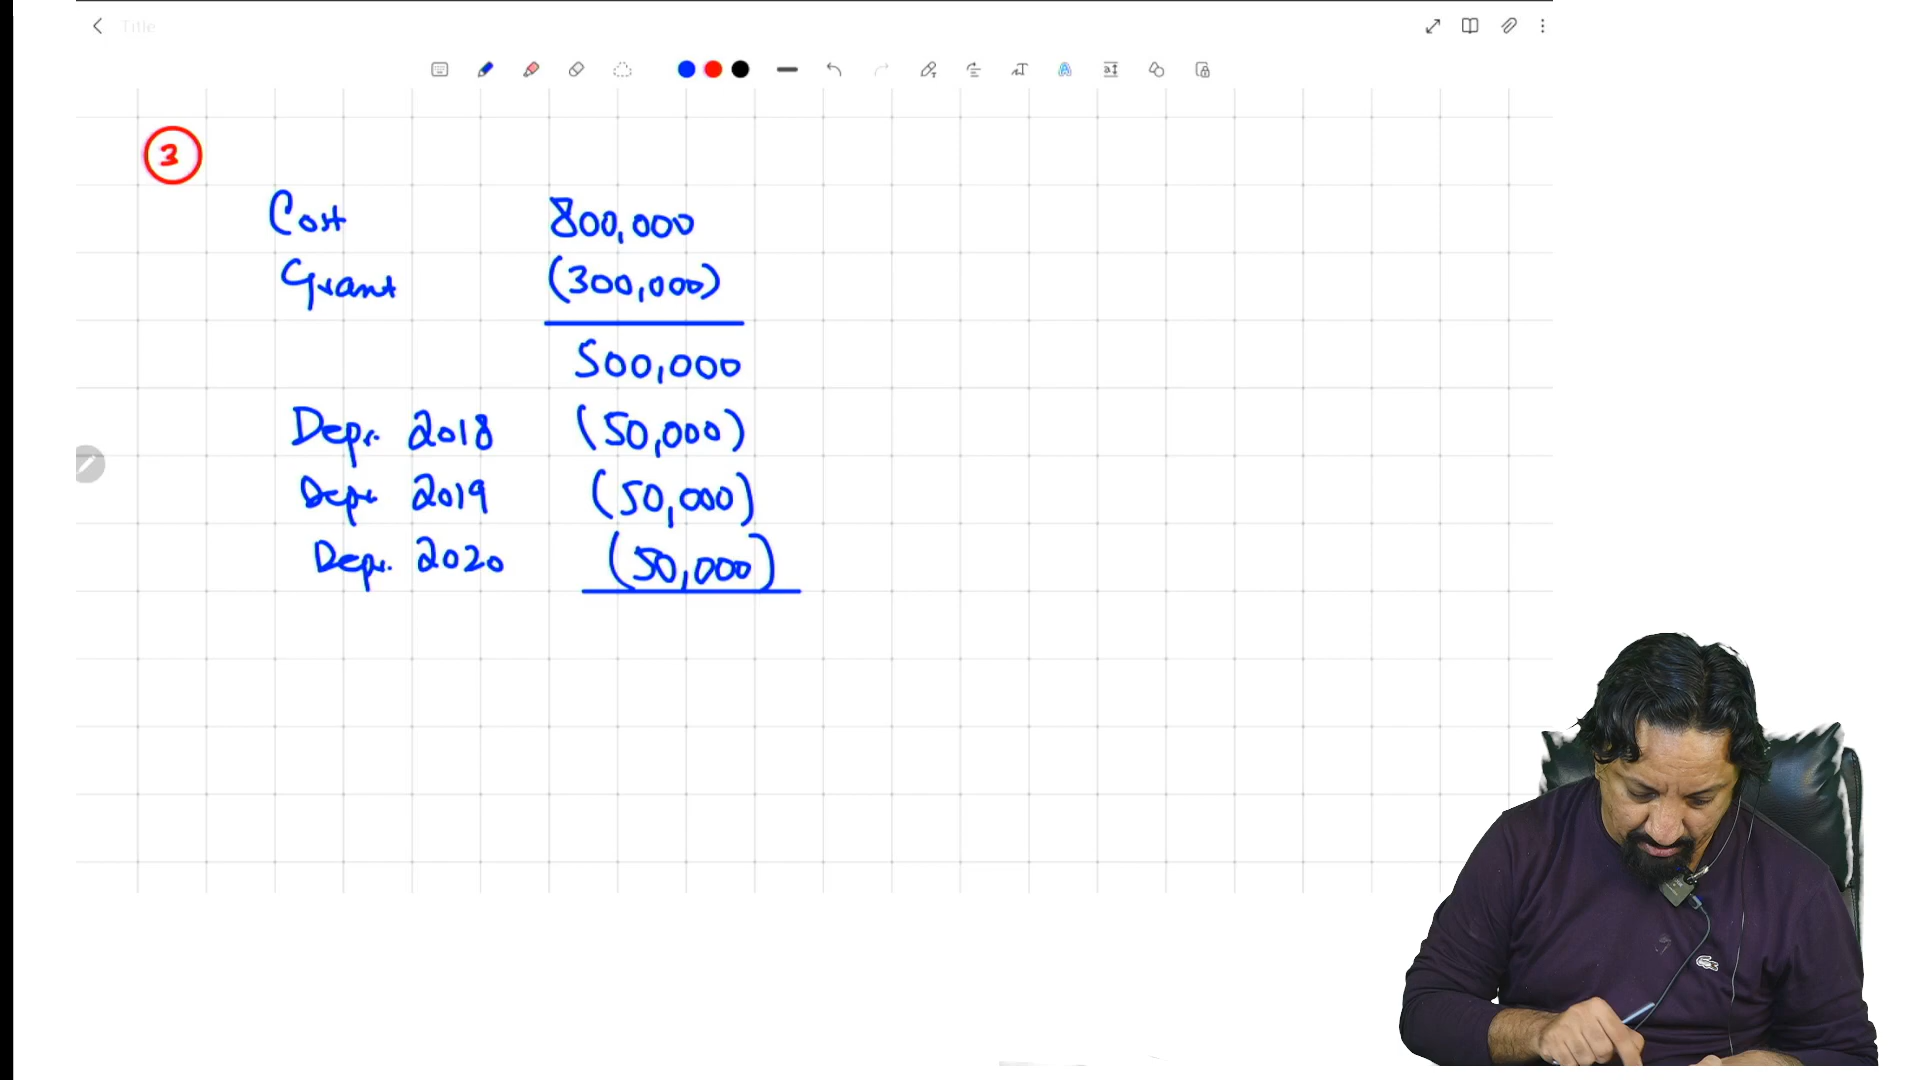 Title
3
Cost 800,000
Grant (300,000)
500,000
Depr. 2018 (50,000)
Depr. 2019 (50,000)
Depr. 2020 (50,000)